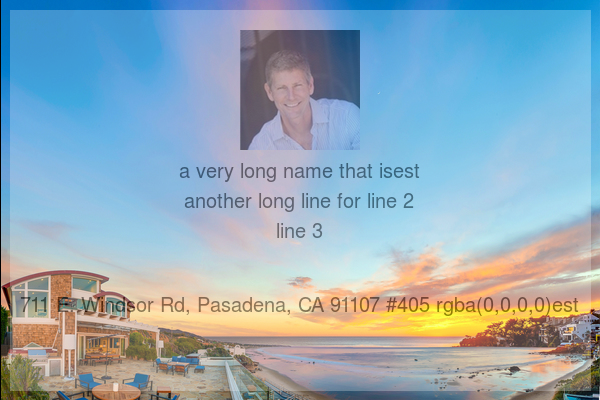 a very long name that isest
another long line for line 2
line 3
711 E. Windsor Rd, Pasadena, CA 91107 #405 rgba(0,0,0,0)est